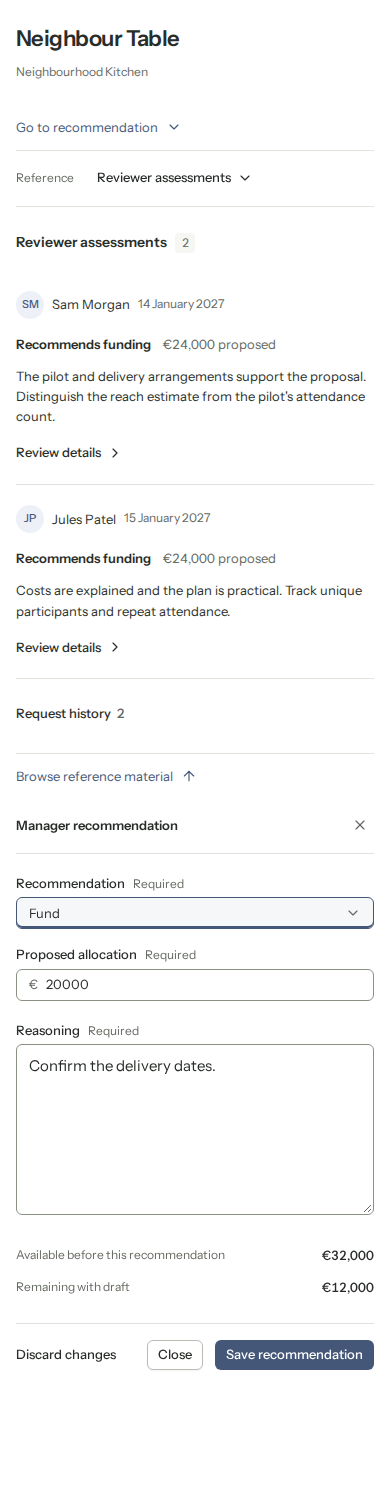 Neighbour Table
Neighbourhood Kitchen
Go to recommendation
Reference Reviewer assessments
Reviewer assessments 2
SM Sam Morgan 14 January 2027
Recommends funding €24,000 proposed
The pilot and delivery arrangements support the proposal.
Distinguish the reach estimate from the pilot's attendance
count.
Review details
JP Jules Patel 15 January 2027
Recommends funding €24,000 proposed
Costs are explained and the plan is practical. Track unique
participants and repeat attendance.
Review details
Request history 2
Browse reference material
Manager recommendation
Recommendation Required
Fund
Proposed allocation Required
€ 20000
Reasoning Required
Confirm the delivery dates.
Available before this recommendation €32,000
Remaining with draft €12,000
Discard changes Close Save recommendation